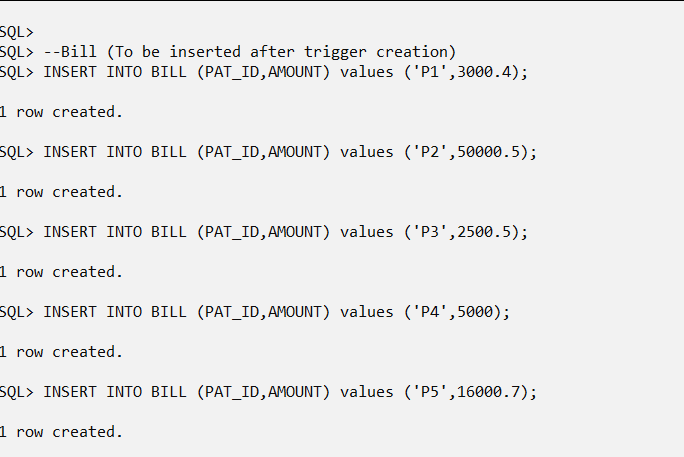 SQL>
SQL> --Bill (To be inserted after trigger creation)
SQL> INSERT INTO BILL (PAT_ID,AMOUNT) values ('P1',3000.4);
1 row created.
SQL> INSERT INTO BILL (PAT_ID,AMOUNT) values ('P2',50000.5);
1 row created.
SQL> INSERT INTO BILL (PAT_ID,AMOUNT) values ('P3',2500.5);
1 row created.
SQL> INSERT INTO BILL (PAT_ID,AMOUNT) values ('P4',5000);
1 row created.
SQL> INSERT INTO BILL (PAT_ID,AMOUNT) values ('P5',16000.7);
1 row created.